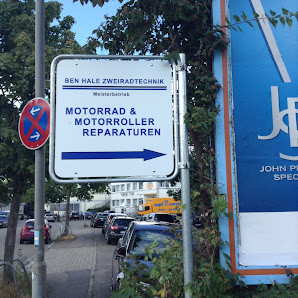 BEN HALE ZWEIRADTECHNIK
Meisterbetrieb
MOTORRAD &
MOTORROLLER
REPARATUREN
JOHN P
SPEC